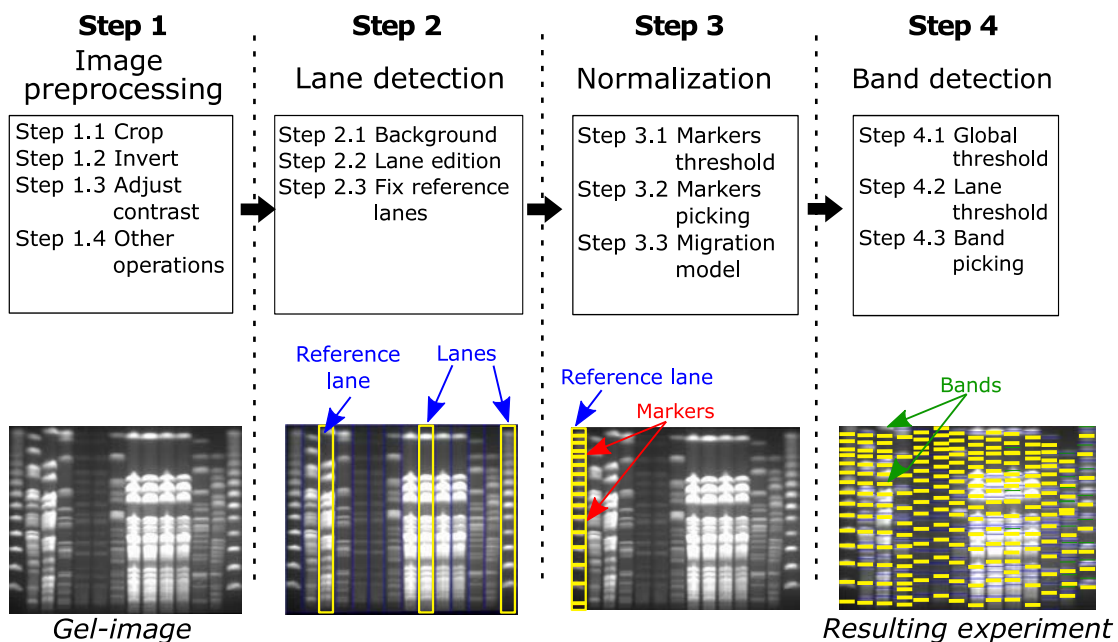 Step 1
Image
preprocessing
Step 1.1 Crop
Step 1.2 Invert
Step 1.3 Adjust
contrast
Step 1.4 Other
operations
Gel-image
Step 2
Lane detection
Step 2.1 Background
Step 2.2 Lane edition
Step 2.3 Fix reference
lanes
Reference
lane
Lanes
Step 3
Normalization
Step 3.1 Markers
threshold
Step 3.2 Markers
picking
Step 3.3 Migration
model
Reference lane
Markers
Step 4
Band detection
Step 4.1 Global
threshold
Step 4.2 Lane
threshold
Step 4.3 Band
picking
Bands
Resulting experiment